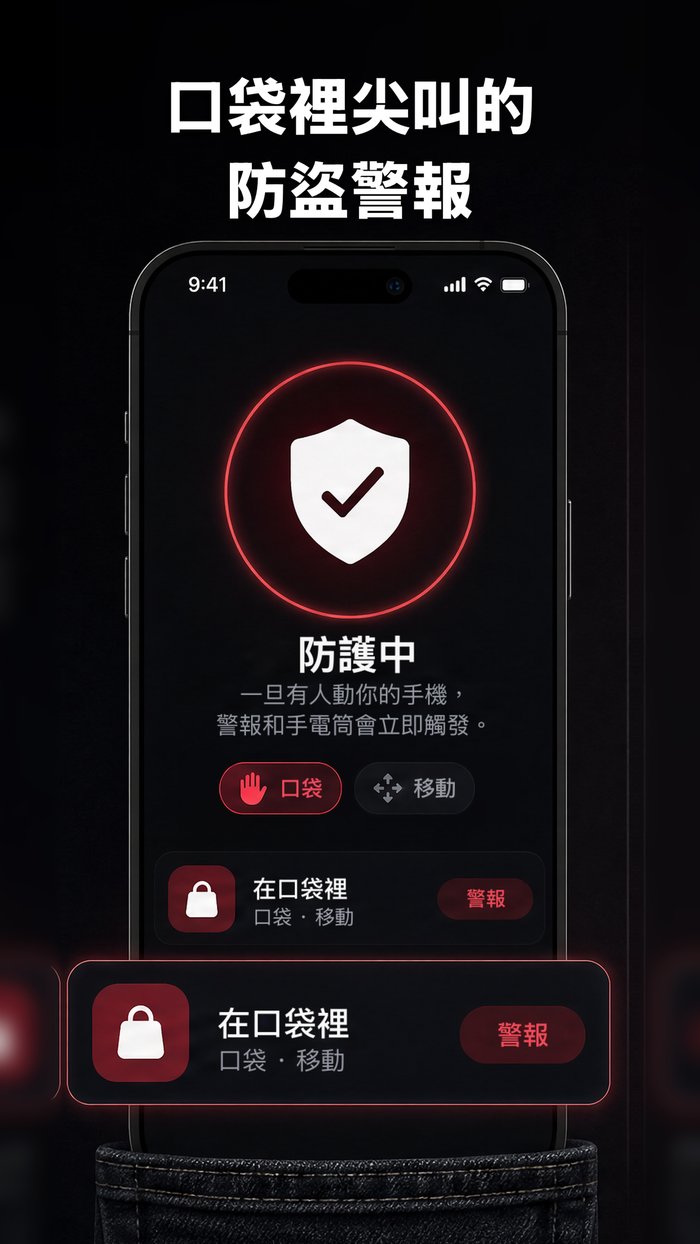 口袋裡尖叫的
防盜警報
9:41
防護中
一旦有人動你的手機，
警報和手電筒會立即觸發。
口袋
移動
在口袋裡
口袋 · 移動
警報
在口袋裡
口袋 · 移動
警報